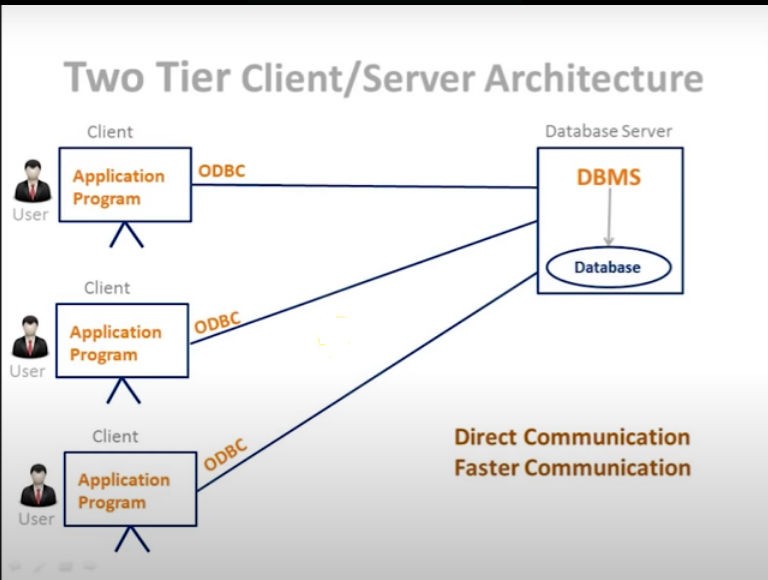 Two Tier Client/Server Architecture
Client
Application
Program
User
ODBC
Client
Application
Program
User
ODBC
Client
Application
Program
User
ODBC
Database Server
DBMS
Database
Direct Communication
Faster Communication